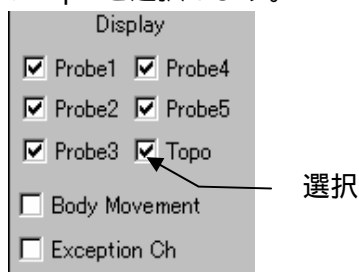 Display
Probe1 Probe4
Probe2 Probe5
Probe3 Topo
選択
Body Movement
Exception Ch